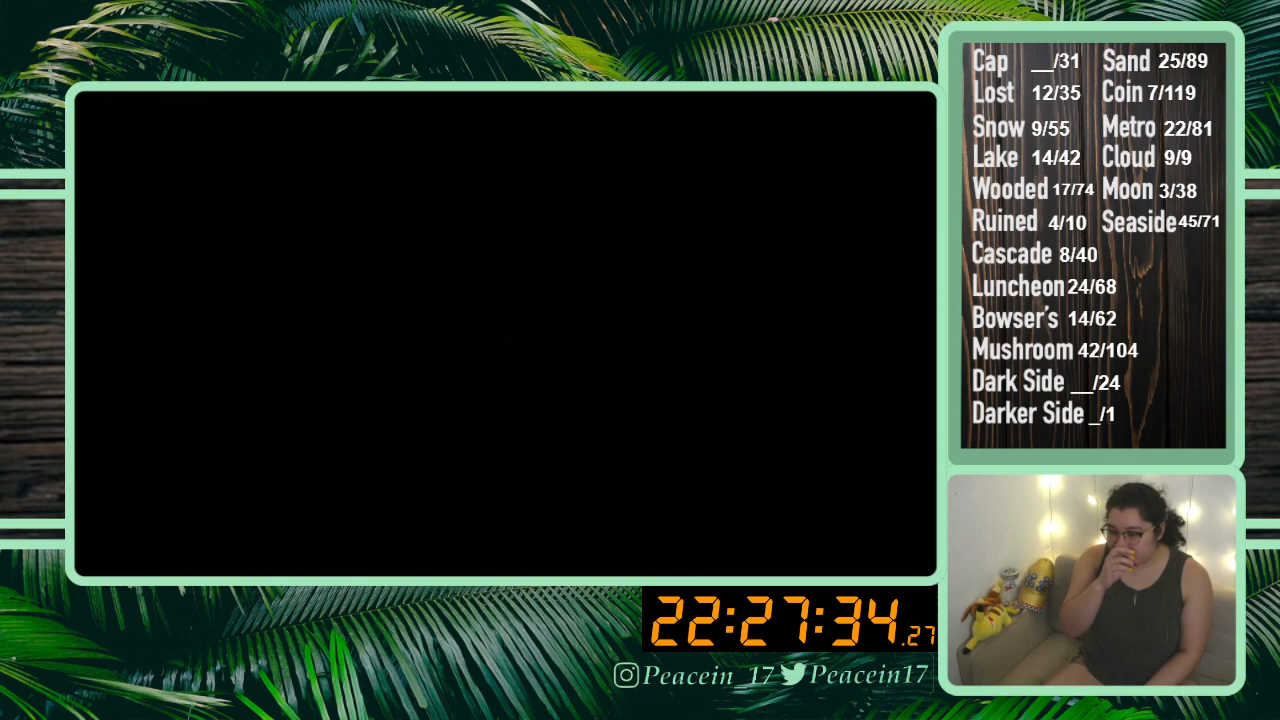 Cap __/31 Sand 25/89
Lost 12/35 Coin 7/119
Snow 9/55 Metro 22/81
Lake 14/42 Cloud 9/9
Wooded 17/74 Moon 3/38
Ruined 4/10 Seaside 45/71
Cascade 8/40
Luncheon 24/68
Bowser's 14/62
Mushroom 42/104
Dark Side __/24
Darker Side _/1
22:27:34.27
Peacein_17 Peacein17